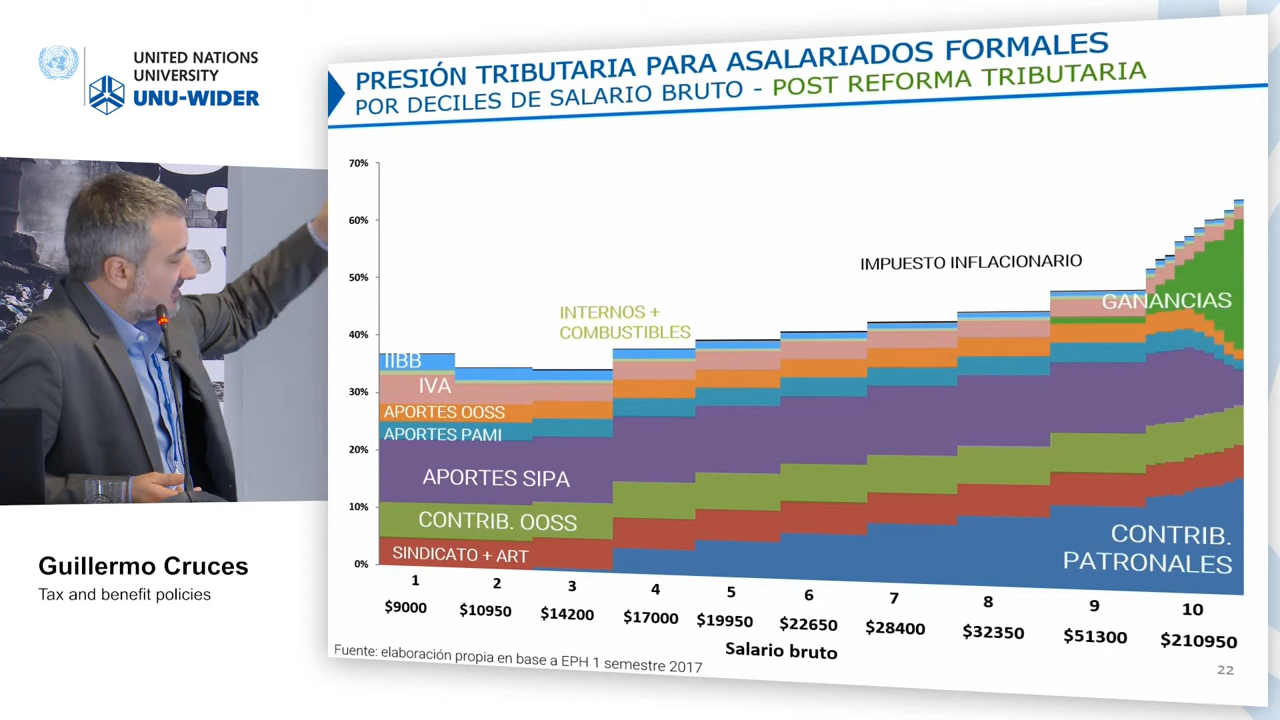 UNITED NATIONS
UNIVERSITY
UNU-WIDER
Guillermo Cruces
Tax and benefit policies
PRESIÓN TRIBUTARIA PARA ASALARIADOS FORMALES
POR DECILES DE SALARIO BRUTO - POST REFORMA TRIBUTARIA
70%
60%
50%
40%
30%
20%
10%
0%
IMPUESTO INFLACIONARIO
GANANCIAS
INTERNOS +
COMBUSTIBLES
IIBB
IVA
APORTES OOSS
APORTES PAMI
APORTES SIPA
CONTRIB. OOSS
SINDICATO + ART
CONTRIB.
PATRONALES
1 2 3 4 5 6 7 8 9 10
$9000 $10950 $14200 $17000 $19950 $22650 $28400 $32350 $51300 $210950
Salario bruto
Fuente: elaboración propia en base a EPH 1 semestre 2017
22